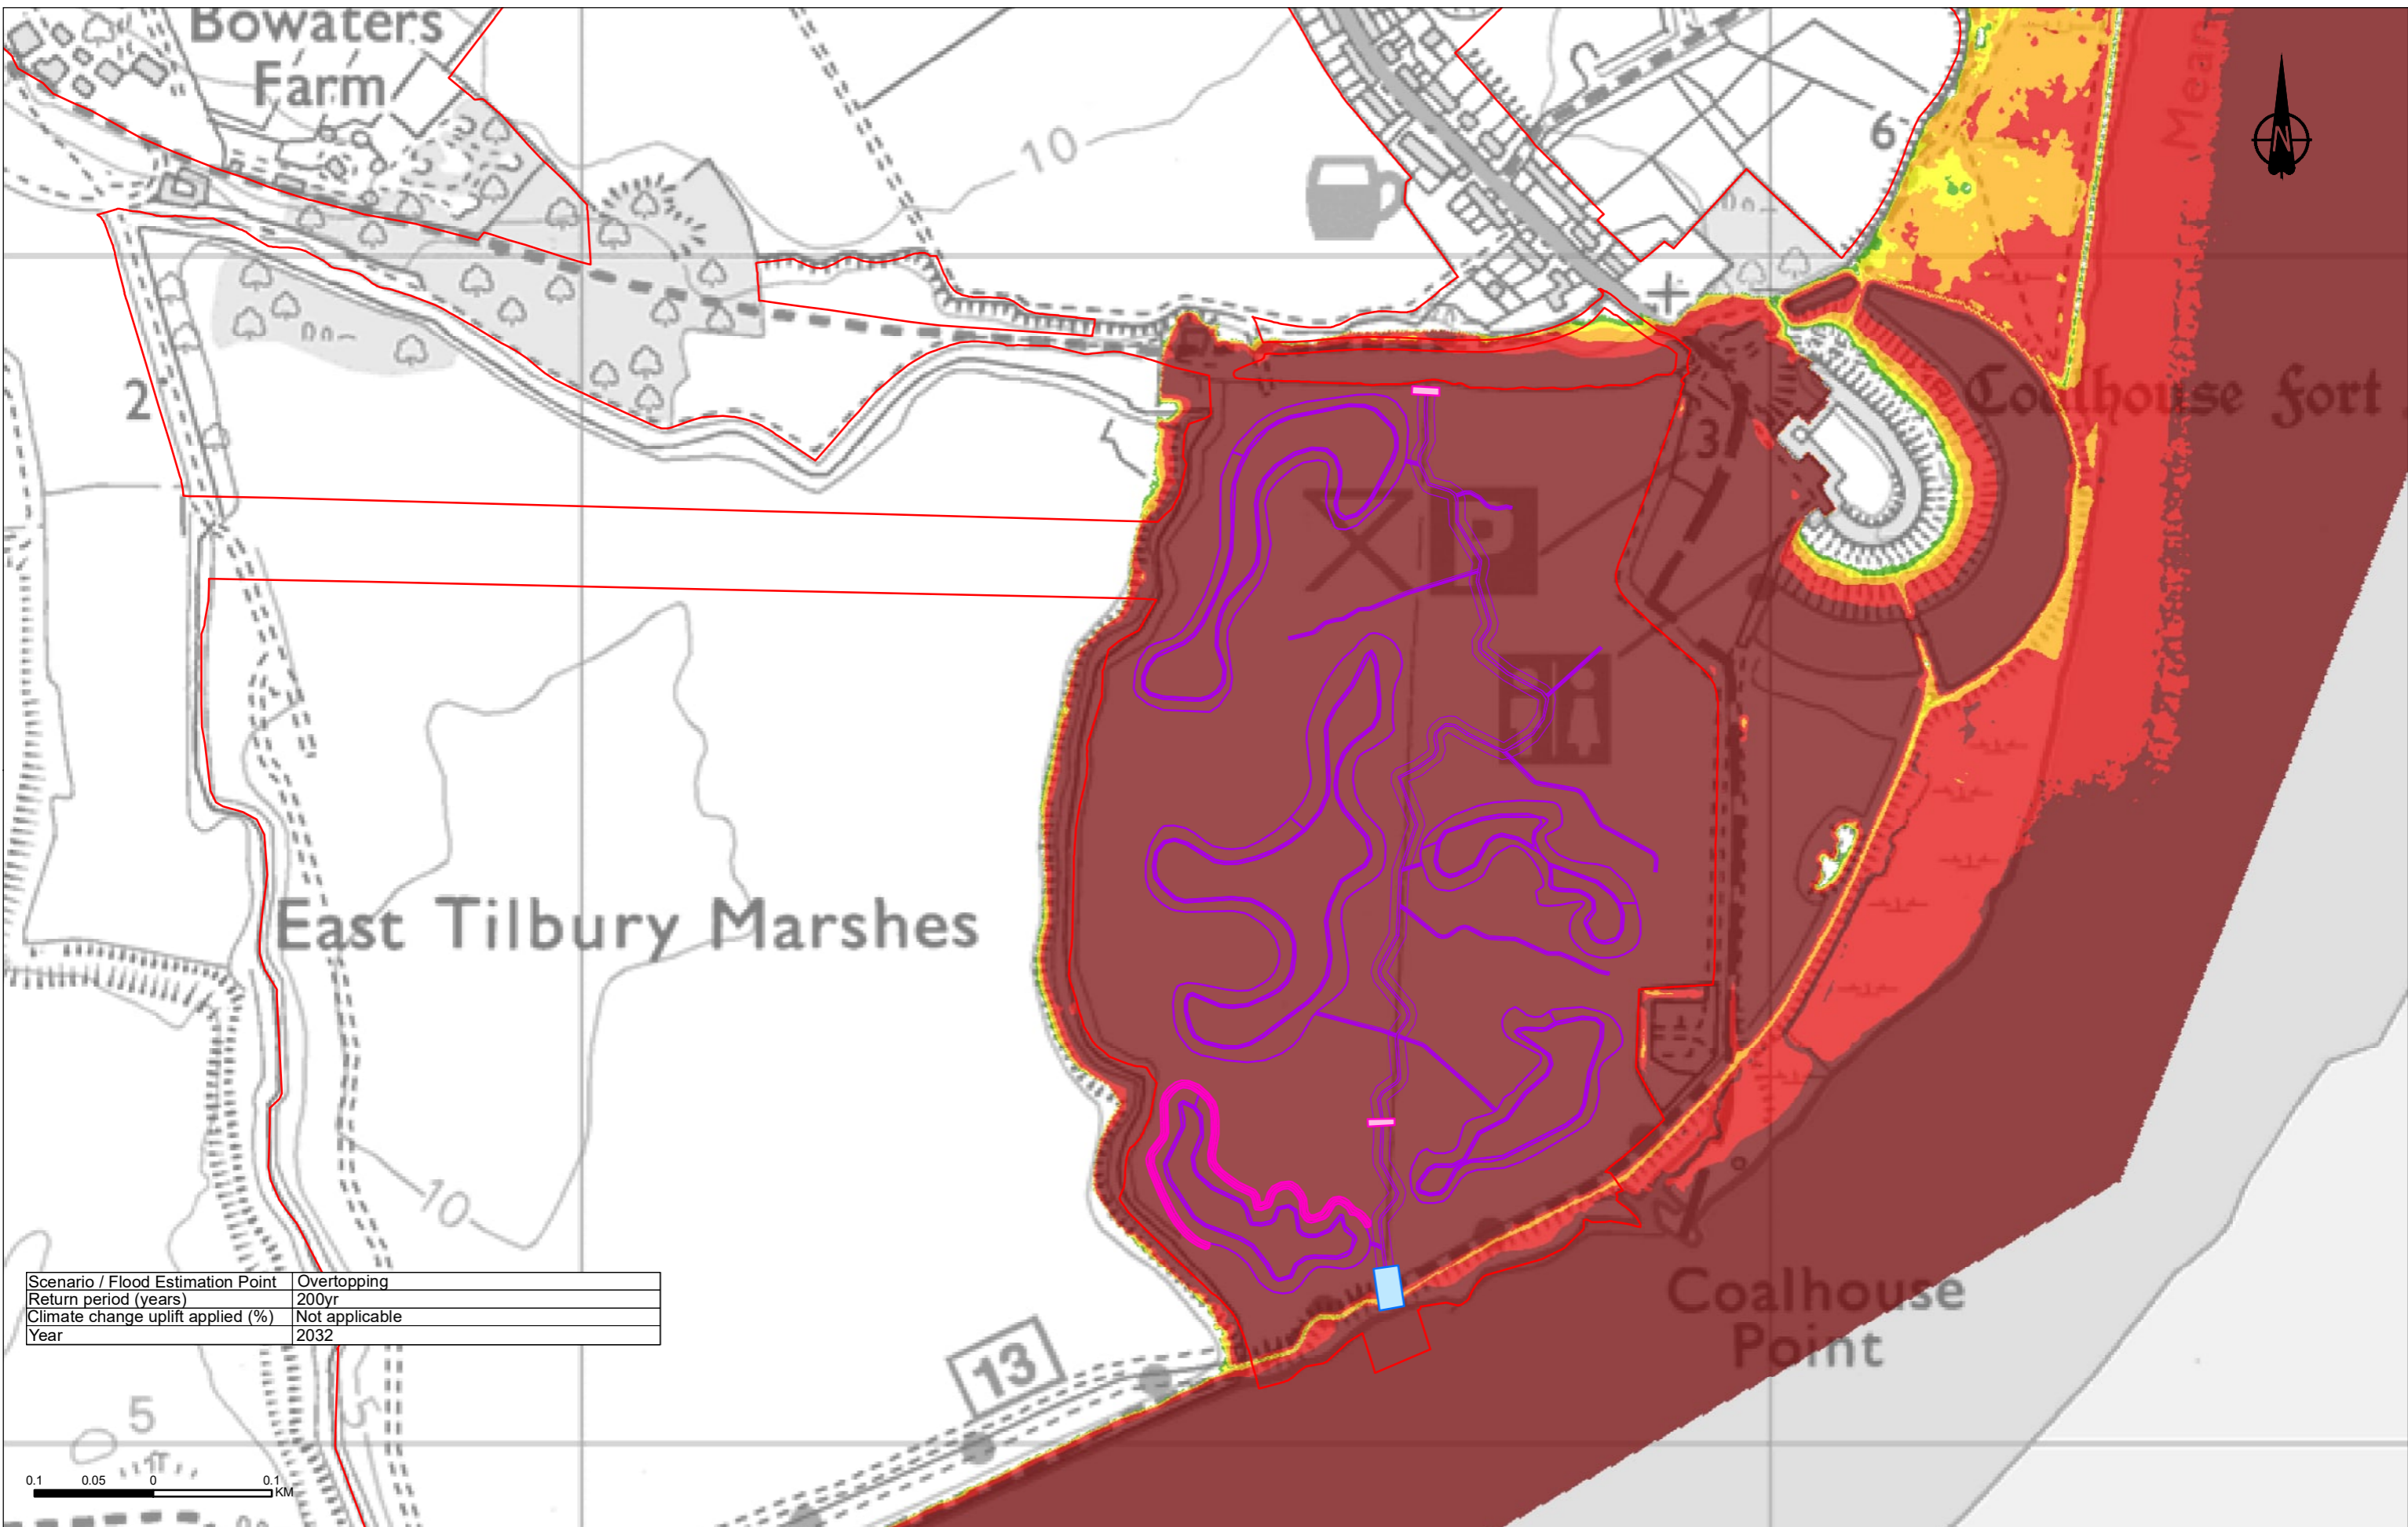 Bowaters
Farm
10
6
Mean
N
2
3
Coalhouse Fort
P
East Tilbury Marshes
10
Scenario / Flood Estimation Point Overtopping
Return period (years) 200yr
Climate change uplift applied (%) Not applicable
Year 2032
Coalhouse
Point
13
5
5
0.1 0.05 0 0.1
KM